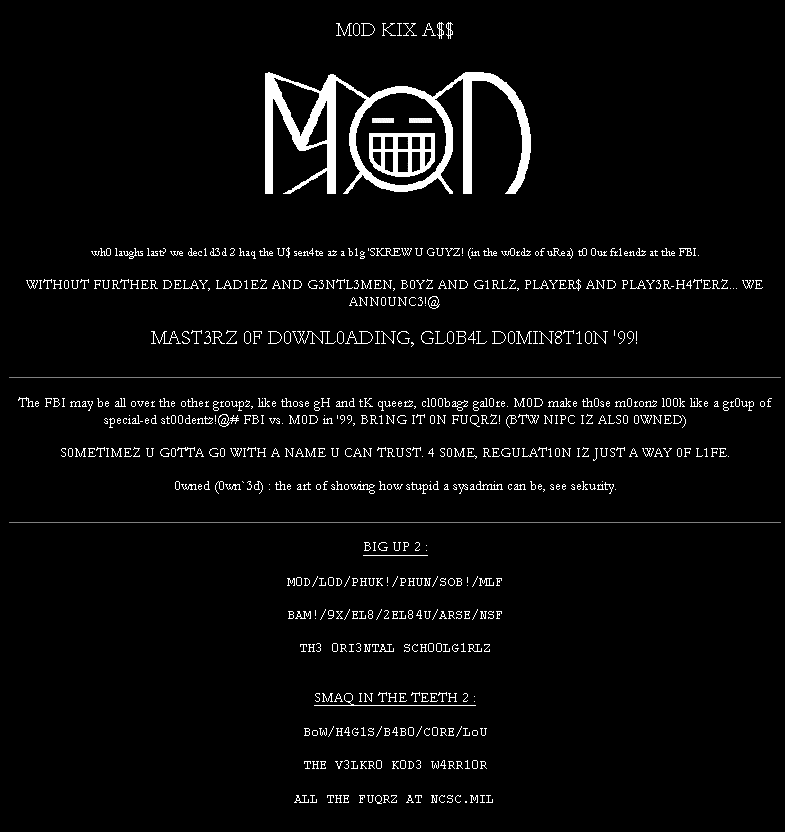 M0D KIX A$$
MOD
wh0 laughs last? we dec1d3d 2 haq the U$ sen4te az a b1g 'SKREW U GUYZ! (in the w0rdz of uRea) t0 0ur fr1endz at the FBI.
WITH0UT FURTHER DELAY, LAD1EZ AND G3NTL3MEN, B0YZ AND G1RLZ, PLAYER$ AND PLAY3R-H4TERZ... WE
ANN0UNC3!@
MAST3RZ 0F D0WNL0ADING, GL0B4L D0MIN8T10N '99!
The FBI may be all over the other groupz, like those gH and tK queerz, cl00bagz gal0re. M0D make th0se m0ronz l00k like a gr0up of
special-ed st00dentz!@# FBI vs. M0D in '99, BR1NG IT 0N FUQRZ! (BTW NIPC IZ ALS0 0WNED)
S0METIMEZ U G0TTA G0 WITH A NAME U CAN TRUST. 4 S0ME, REGULAT10N IZ JUST A WAY 0F L1FE.
0wned (0wn`3d) : the art of showing how stupid a sysadmin can be, see sekurity.
BIG UP 2 :
M0D/L0D/PHUK!/PHUN/S0B!/MLF
BAM!/9X/EL8/2EL84U/ARSE/NSF
TH3 0RI3NTAL SCH00LG1RLZ
SMAQ IN THE TEETH 2 :
BoW/H4G1S/B4B0/C0RE/LoU
THE V3LKR0 K0D3 W4RR10R
ALL THE FUQRZ AT NCSC.MIL